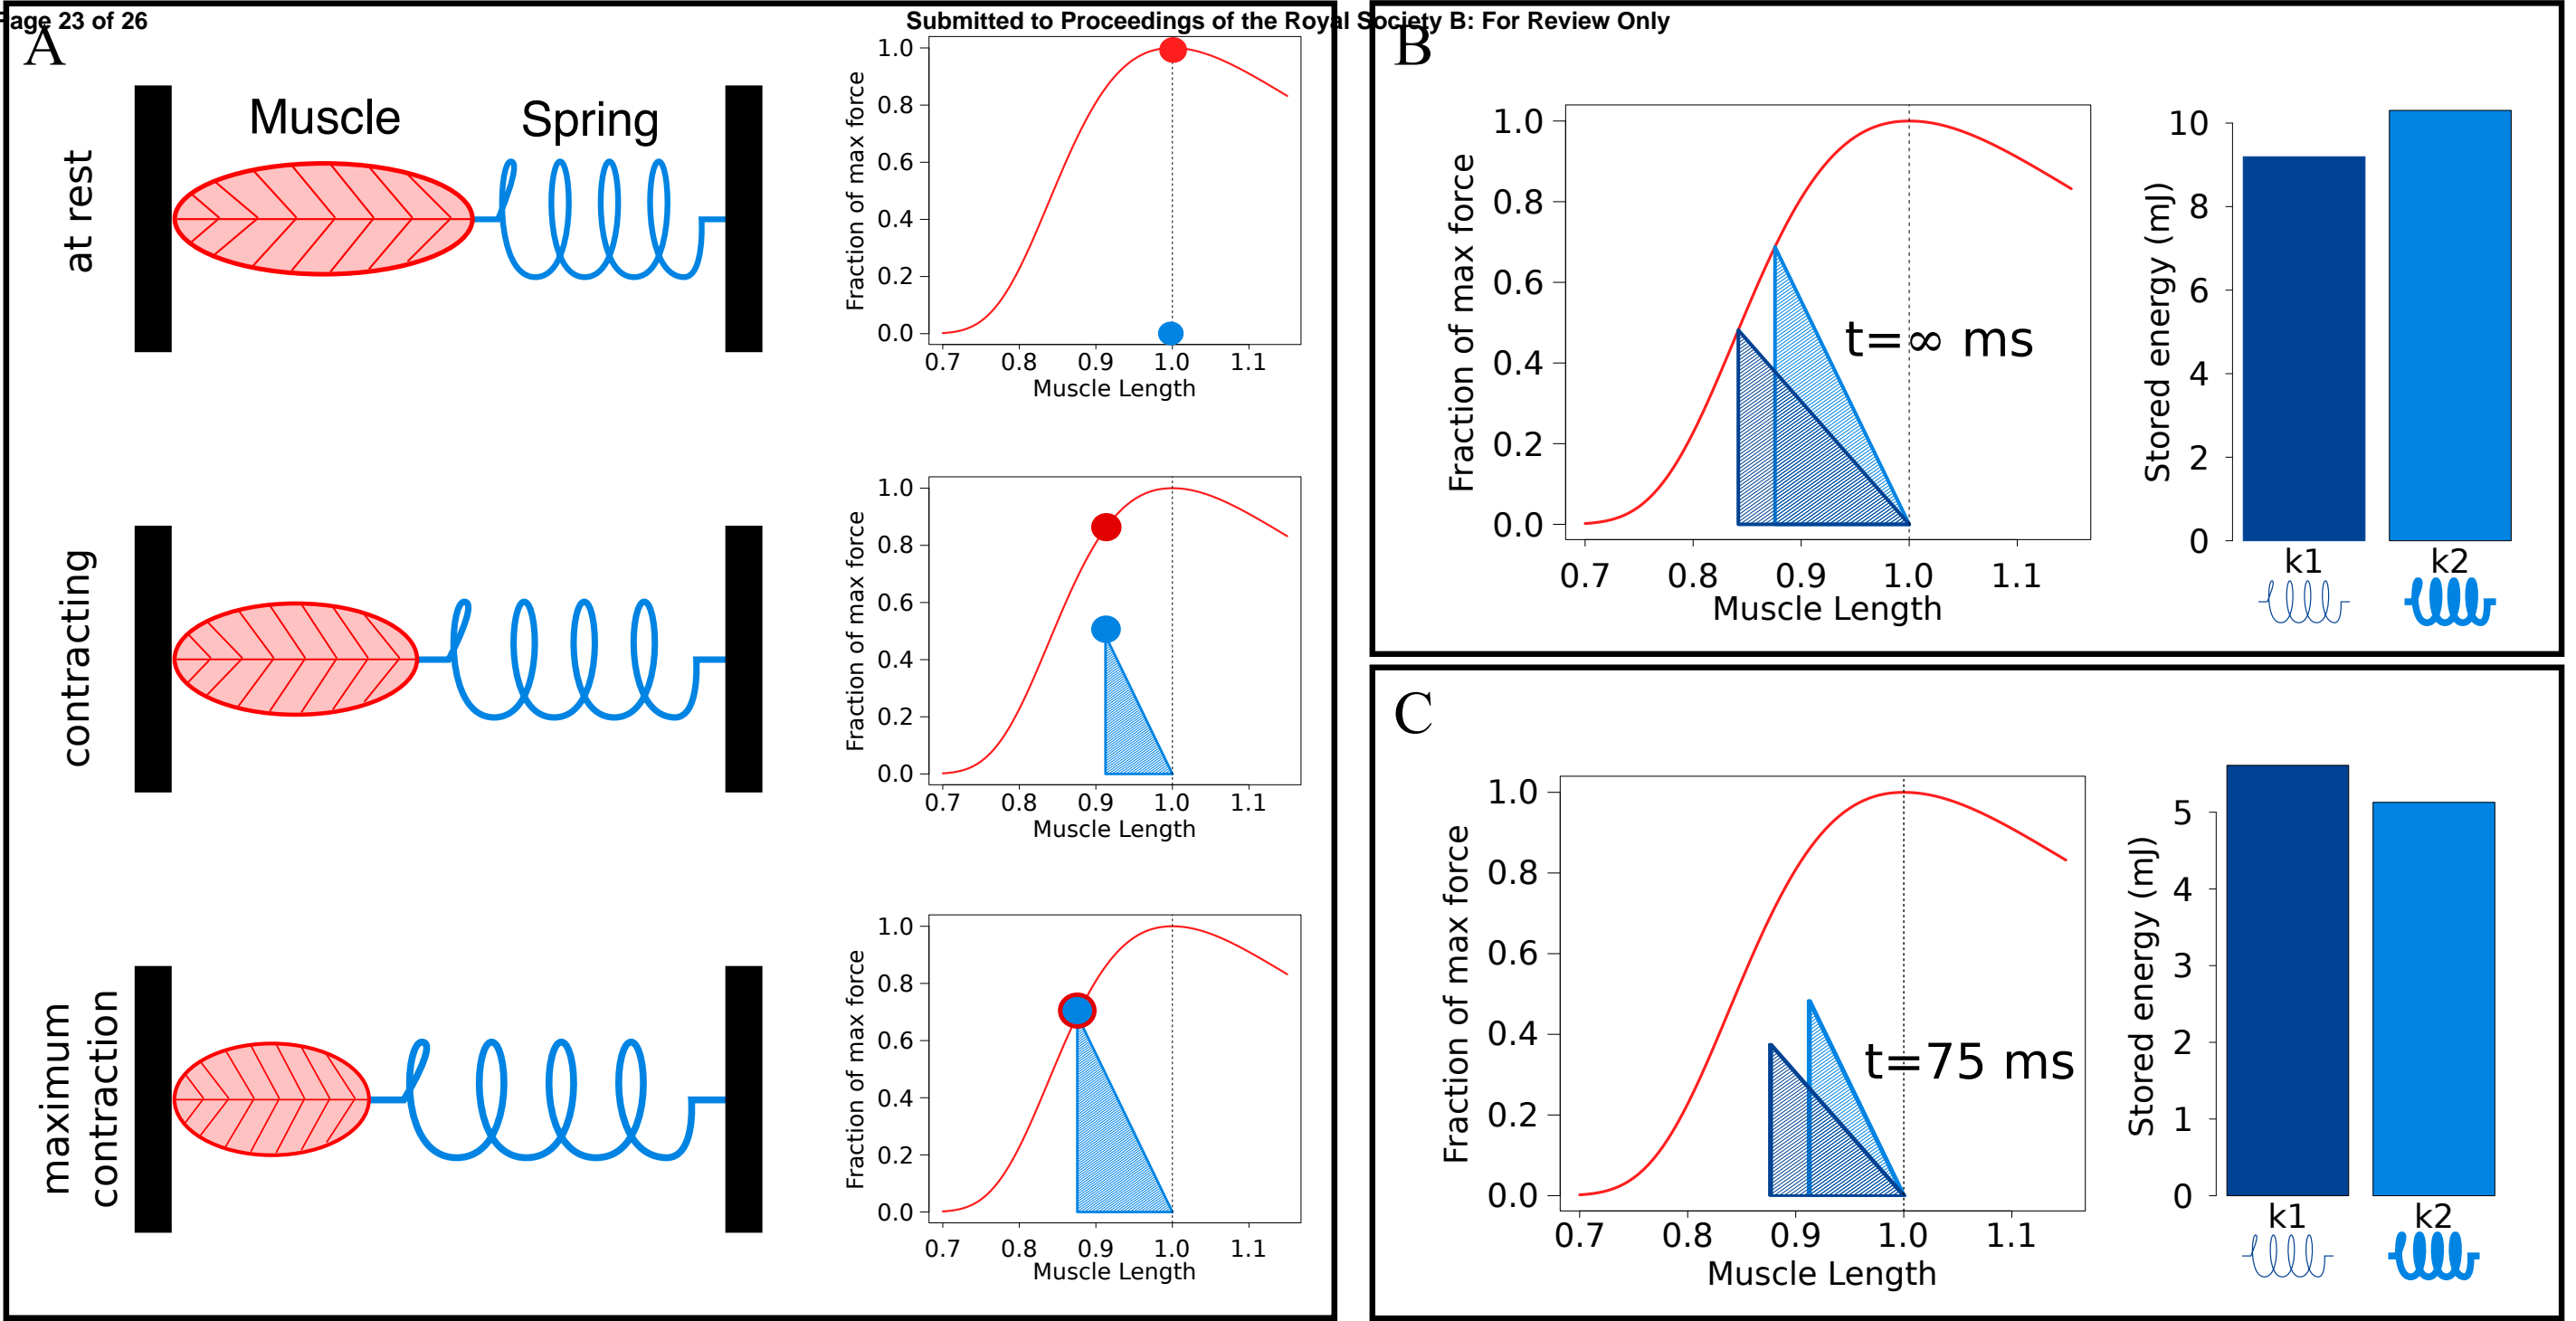 Page 23 of 26
Submitted to Proceedings of the Royal Society B: For Review Only
A
at rest
Muscle
Spring
Fraction of max force
1.0
0.8
0.6
0.4
0.2
0.0
0.7 0.8 0.9 1.0 1.1
Muscle Length
contracting
Fraction of max force
1.0
0.8
0.6
0.4
0.2
0.0
0.7 0.8 0.9 1.0 1.1
Muscle Length
maximum
contraction
Fraction of max force
1.0
0.8
0.6
0.4
0.2
0.0
0.7 0.8 0.9 1.0 1.1
Muscle Length
B
Fraction of max force
1.0
0.8
0.6
0.4
0.2
0.0
t=∞ ms
0.7 0.8 0.9 1.0 1.1
Muscle Length
Stored energy (mJ)
10
8
6
4
2
0
k1 k2
C
Fraction of max force
1.0
0.8
0.6
0.4
0.2
0.0
t=75 ms
0.7 0.8 0.9 1.0 1.1
Muscle Length
Stored energy (mJ)
5
4
3
2
1
0
k1 k2